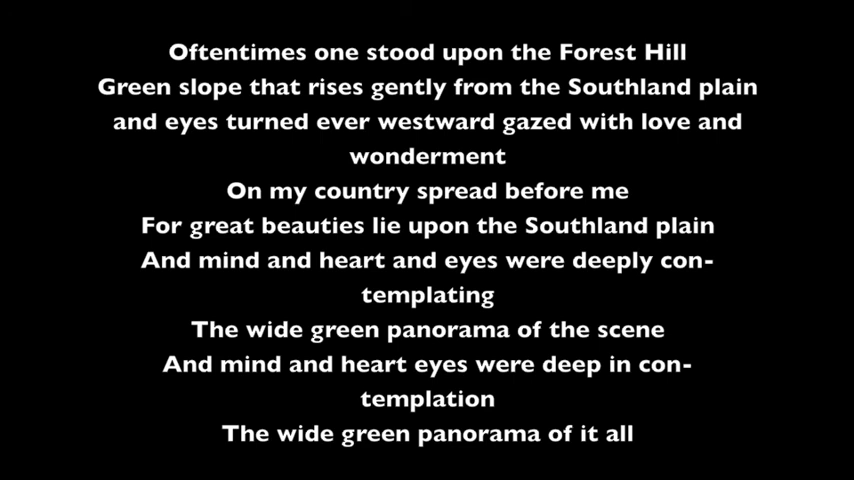 Oftentimes one stood upon the Forest Hill
Green slope that rises gently from the Southland plain
and eyes turned ever westward gazed with love and
wonderment
On my country spread before me
For great beauties lie upon the Southland plain
And mind and heart and eyes were deeply con-
templating
The wide green panorama of the scene
And mind and heart eyes were deep in con-
templation
The wide green panorama of it all